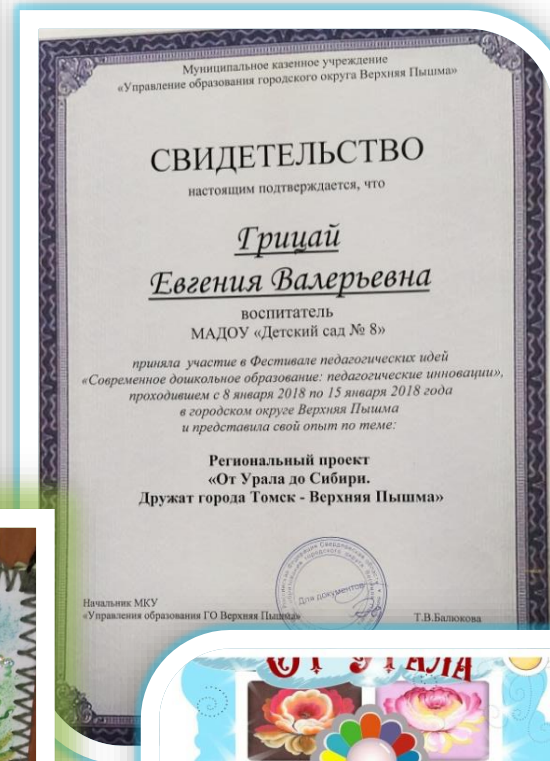 Муниципальное казенное учреждение
«Управление образования городского округа Верхняя Пышма»
СВИДЕТЕЛЬСТВО
настоящим подтверждается, что
Грицай
Евгения Валерьевна
воспитатель
МАДОУ «Детский сад № 8»
приняла участие в Фестивале педагогических идей
«Современное дошкольное образование: педагогические инновации»,
проходившем с 8 января 2018 по 15 января 2018 года
в городском округе Верхняя Пышма
и представила свой опыт по теме:
Региональный проект
«От Урала до Сибири.
Дружат города Томск - Верхняя Пышма»
Для документов
Начальник МКУ
«Управления образования ГО Верхняя Пышма»
Т.В.Балюкова
ОТ УРАЛА